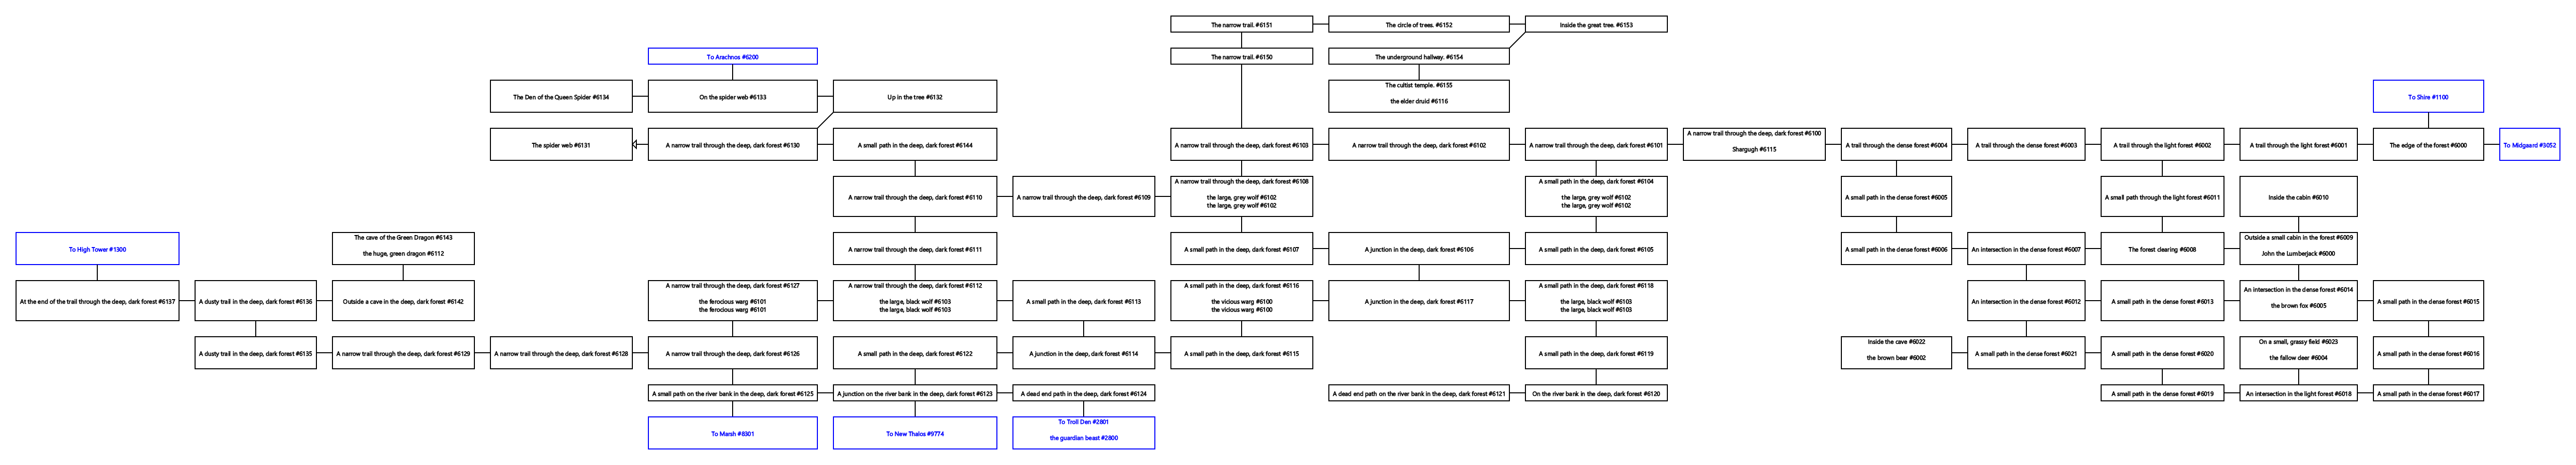 The narrow trail. #6151
The circle of trees. #6152
Inside the great tree. #6153
To Arachnos #6200
The narrow trail. #6150
The underground hallway. #6154
The Den of the Queen Spider #6134
On the spider web #6133
Up in the tree #6132
The cultist temple. #6155
the elder druid #6116
To Shire #1100
The spider web #6131
A narrow trail through the deep, dark forest #6130
A small path in the deep, dark forest #6144
A narrow trail through the deep, dark forest #6103
A narrow trail through the deep, dark forest #6102
A narrow trail through the deep, dark forest #6101
A narrow trail through the deep, dark forest #6100
Shargugh #6115
A trail through the dense forest #6004
A trail through the dense forest #6003
A trail through the light forest #6002
A trail through the light forest #6001
The edge of the forest #6000
To Midgaard #3052
A narrow trail through the deep, dark forest #6110
A narrow trail through the deep, dark forest #6109
A narrow trail through the deep, dark forest #6108
the large, grey wolf #6102
the large, grey wolf #6102
A small path in the deep, dark forest #6104
the large, grey wolf #6102
the large, grey wolf #6102
A small path in the dense forest #6005
A small path through the light forest #6011
Inside the cabin #6010
To High Tower #1300
The cave of the Green Dragon #6143
the huge, green dragon #6112
A narrow trail through the deep, dark forest #6111
A small path in the deep, dark forest #6107
A junction in the deep, dark forest #6106
A small path in the deep, dark forest #6105
A small path in the dense forest #6006
An intersection in the dense forest #6007
The forest clearing #6008
Outside a small cabin in the forest #6009
John the Lumberjack #6000
At the end of the trail through the deep, dark forest #6137
A dusty trail in the deep, dark forest #6136
Outside a cave in the deep, dark forest #6142
A narrow trail through the deep, dark forest #6127
the ferocious warg #6101
the ferocious warg #6101
A narrow trail through the deep, dark forest #6112
the large, black wolf #6103
the large, black wolf #6103
A small path in the deep, dark forest #6113
A small path in the deep, dark forest #6116
the vicious warg #6100
the vicious warg #6100
A junction in the deep, dark forest #6117
A small path in the deep, dark forest #6118
the large, black wolf #6103
the large, black wolf #6103
An intersection in the dense forest #6012
A small path in the dense forest #6013
An intersection in the dense forest #6014
the brown fox #6005
A small path in the dense forest #6015
A dusty trail in the deep, dark forest #6135
A narrow trail through the deep, dark forest #6129
A narrow trail through the deep, dark forest #6128
A narrow trail through the deep, dark forest #6126
A small path in the deep, dark forest #6122
A junction in the deep, dark forest #6114
A small path in the deep, dark forest #6115
A small path in the deep, dark forest #6119
Inside the cave #6022
the brown bear #6002
A small path in the dense forest #6021
A small path in the dense forest #6020
On a small, grassy field #6023
the fallow deer #6004
A small path in the dense forest #6016
A small path on the river bank in the deep, dark forest #6125
A junction on the river bank in the deep, dark forest #6123
A dead end path in the deep, dark forest #6124
A dead end path on the river bank in the deep, dark forest #6121
On the river bank in the deep, dark forest #6120
A small path in the dense forest #6019
An intersection in the light forest #6018
A small path in the dense forest #6017
To Marsh #8301
To New Thalos #9774
To Troll Den #2801
the guardian beast #2800